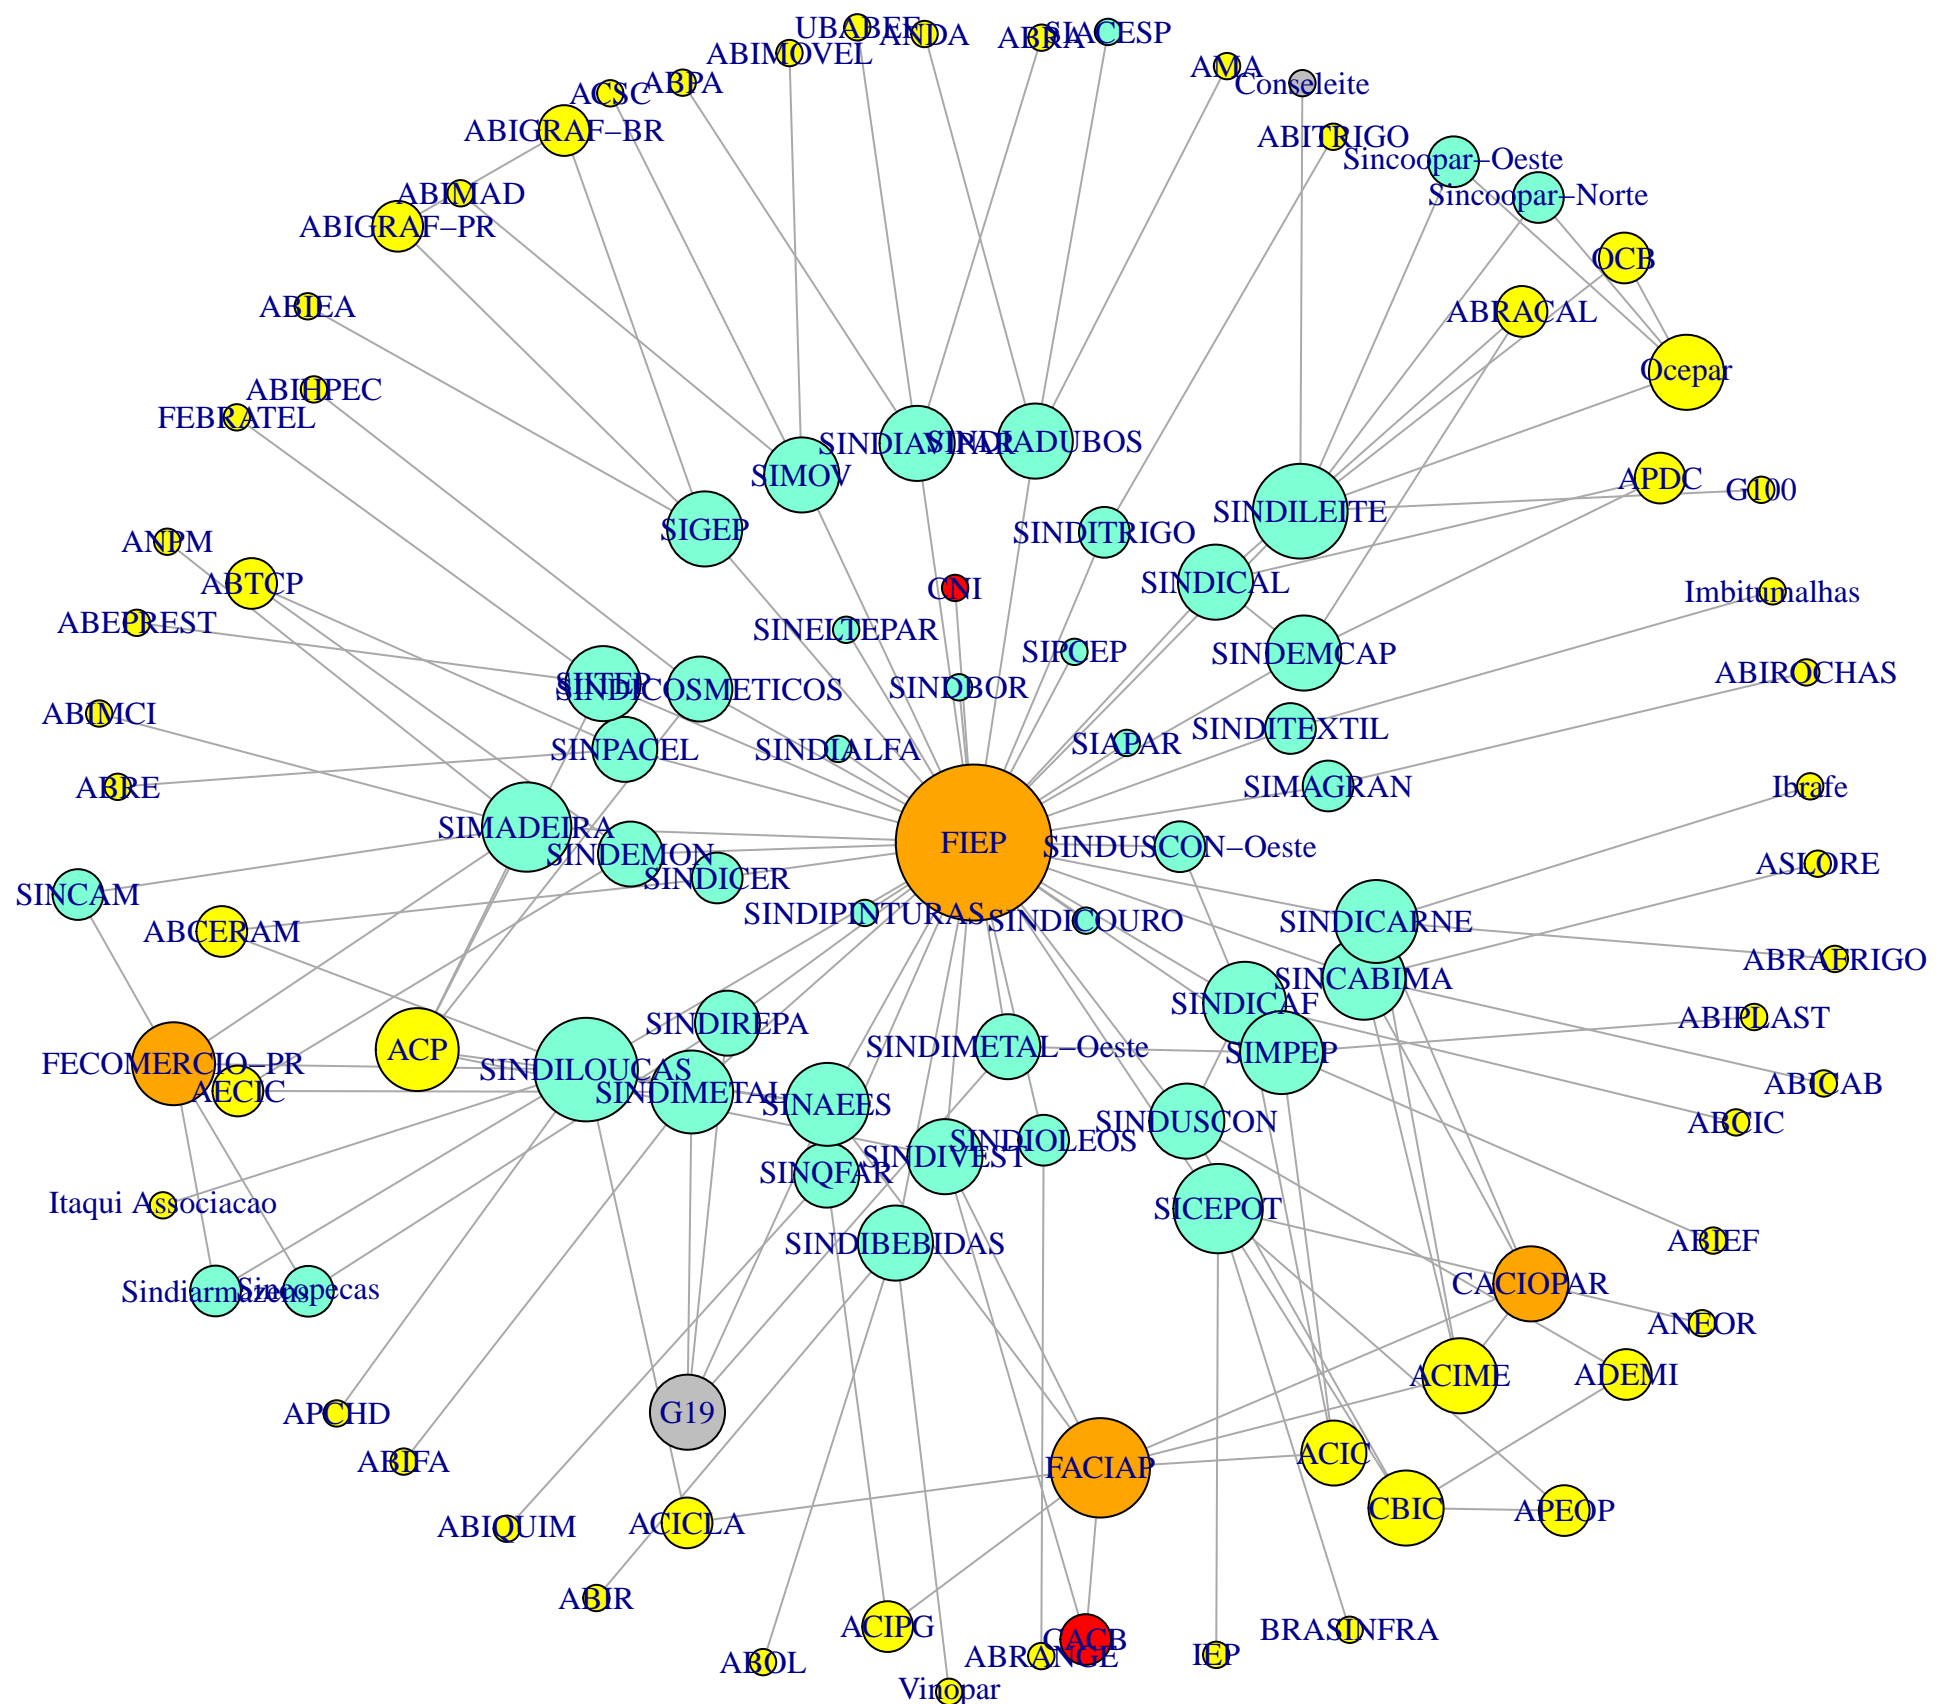 UBABEF
ANDA
ABRA
SIACESP
ABIMOVEL
AMA
ABPA
Conseleite
ACSC
ABIGRAF−BR
ABITRIGO
Sincoopar−Oeste
ABIMAD
Sincoopar−Norte
ABIGRAF−PR
OCB
ABIEA
ABRACAL
Ocepar
ABIHPEC
FEBRATEL
SINDIAVIPAR
SINDIADUBOS
SIMOV
APDC
G100
SINDILEITE
SIGEP
SINDITRIGO
ANPM
ABTCP
CNI
SINDICAL
Imbitumalhas
ABEPREST
SINELTEPAR
SIPCEP
SINDEMCAP
ABIROCHAS
SIITEP
SINDICOSMETICOS
SINDBOR
ABIMCI
SINDITEXTIL
SINPACEL
SINDIALFA
SIAPAR
ABRE
SIMAGRAN
Ibrafe
SIMADEIRA
FIEP
SINDUSCON−Oeste
SINDEMON
ASLORE
SINDICER
SINCAM
SINDIPINTURAS
SINDICOURO
SINDICARNE
ABCERAM
ABRAFRIGO
SINCABIMA
SINDICAF
ABIPLAST
SINDIREPA
SINDIMETAL−Oeste
SIMPEP
ACP
FECOMERCIO−PR
SINDILOUCAS
AECIC
SINDIMETAL
ABICAB
SINAEES
SINDUSCON
ABCIC
SINDIOLEOS
SINDIVEST
SINQFAR
Itaqui Associacao
SICEPOT
SINDIBEBIDAS
ABIEF
Sindiarmazens
Sincopecas
CACIOPAR
ANEOR
ACIME
ADEMI
APCHD
G19
ABIFA
FACIAP
ACIC
CBIC
APEOP
ABIQUIM
ACICLA
ABIR
ACIPG
BRASINFRA
CACB
ABRANGE
IEP
ABOL
Vinopar